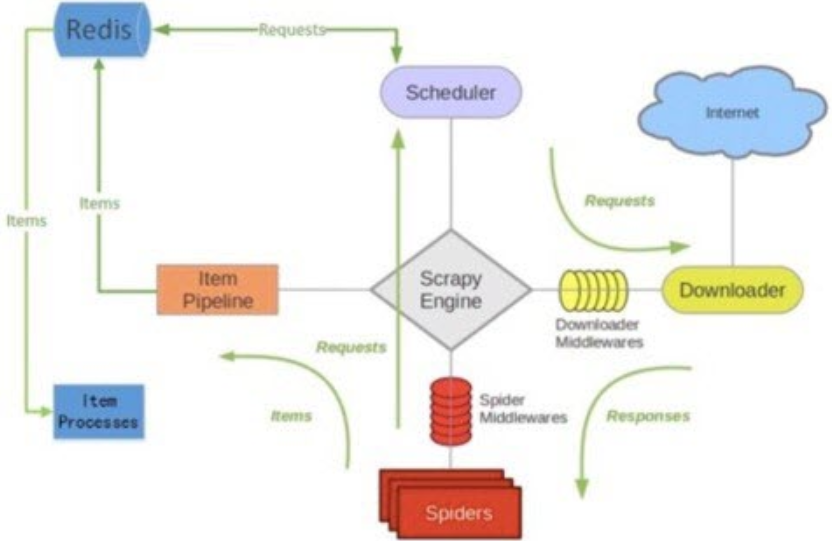 Redis
Requests
Scheduler
Internet
Requests
Items
Items
Item
Pipeline
Scrapy
Engine
Downloader
Downloader
Middlewares
Requests
Item
Processes
Items
Spider
Middlewares
Responses
Spiders